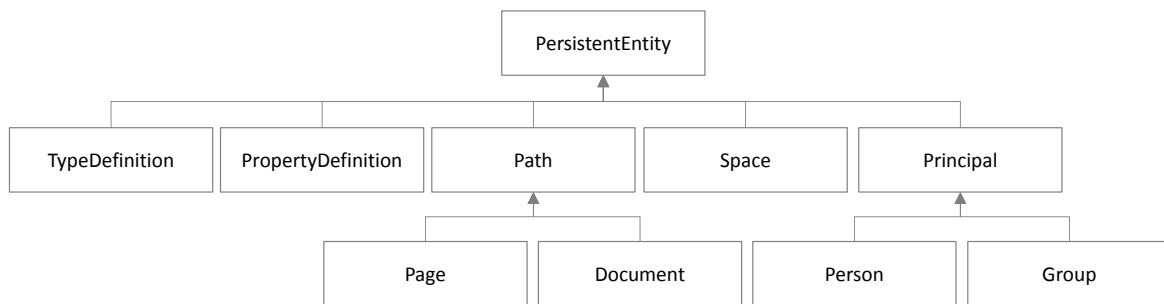 PersistentEntity
TypeDefinition
PropertyDefinition
Path
Space
Principal
Page
Document
Person
Group